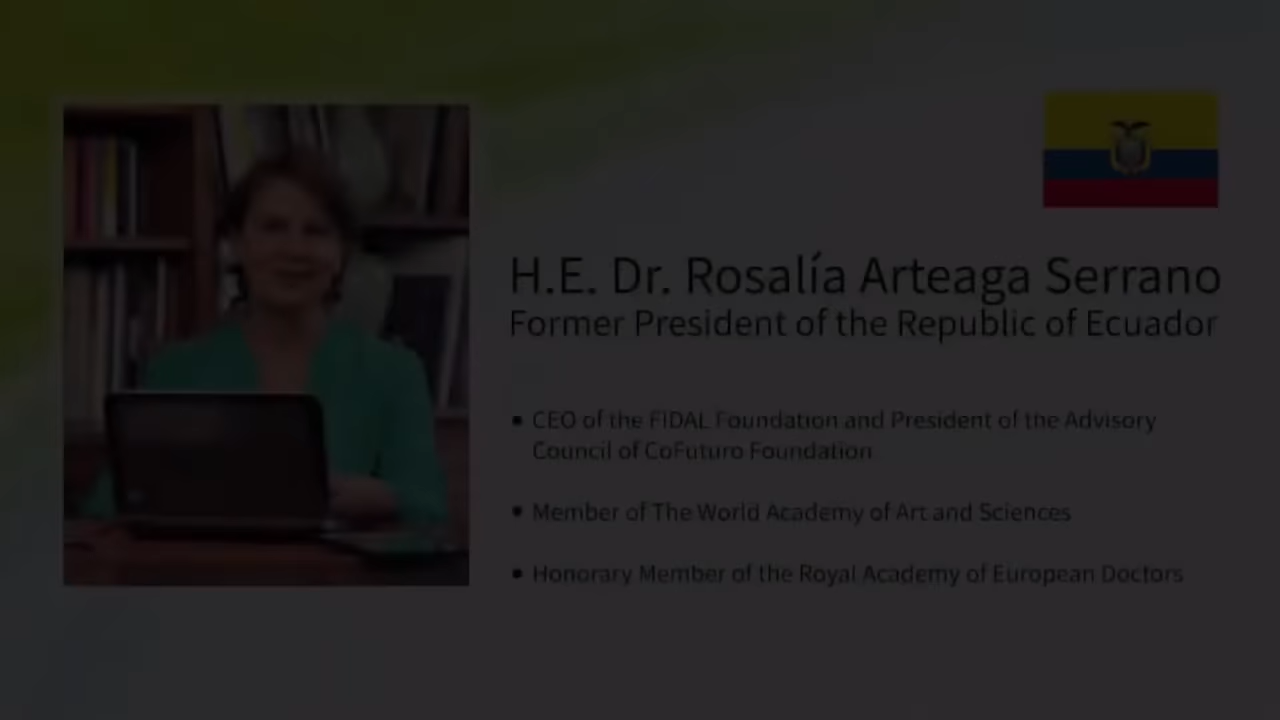 H.E. Dr. Rosalía Arteaga Serrano
Former President of the Republic of Ecuador
• CEO of the FIDAL Foundation and President of the Advisory
Council of CoFuturo Foundation
• Member of The World Academy of Art and Sciences
• Honorary Member of the Royal Academy of European Doctors